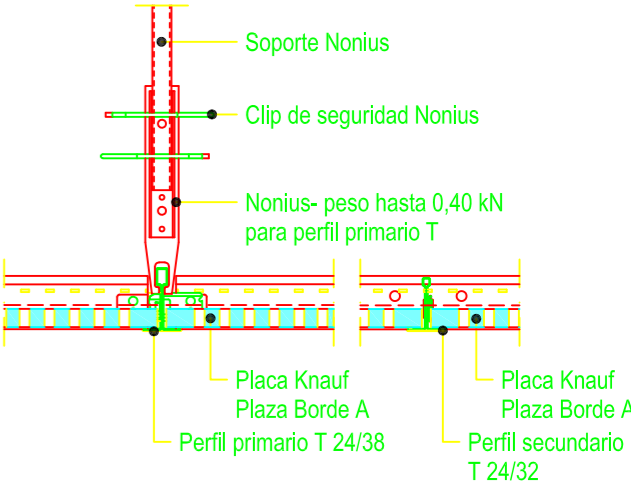 Soporte Nonius
Clip de seguridad Nonius
Nonius- peso hasta 0,40 kN
para perfil primario T
Placa Knauf
Plaza Borde A
Placa Knauf
Plaza Borde A
Perfil primario T 24/38
Perfil secundario
T 24/32